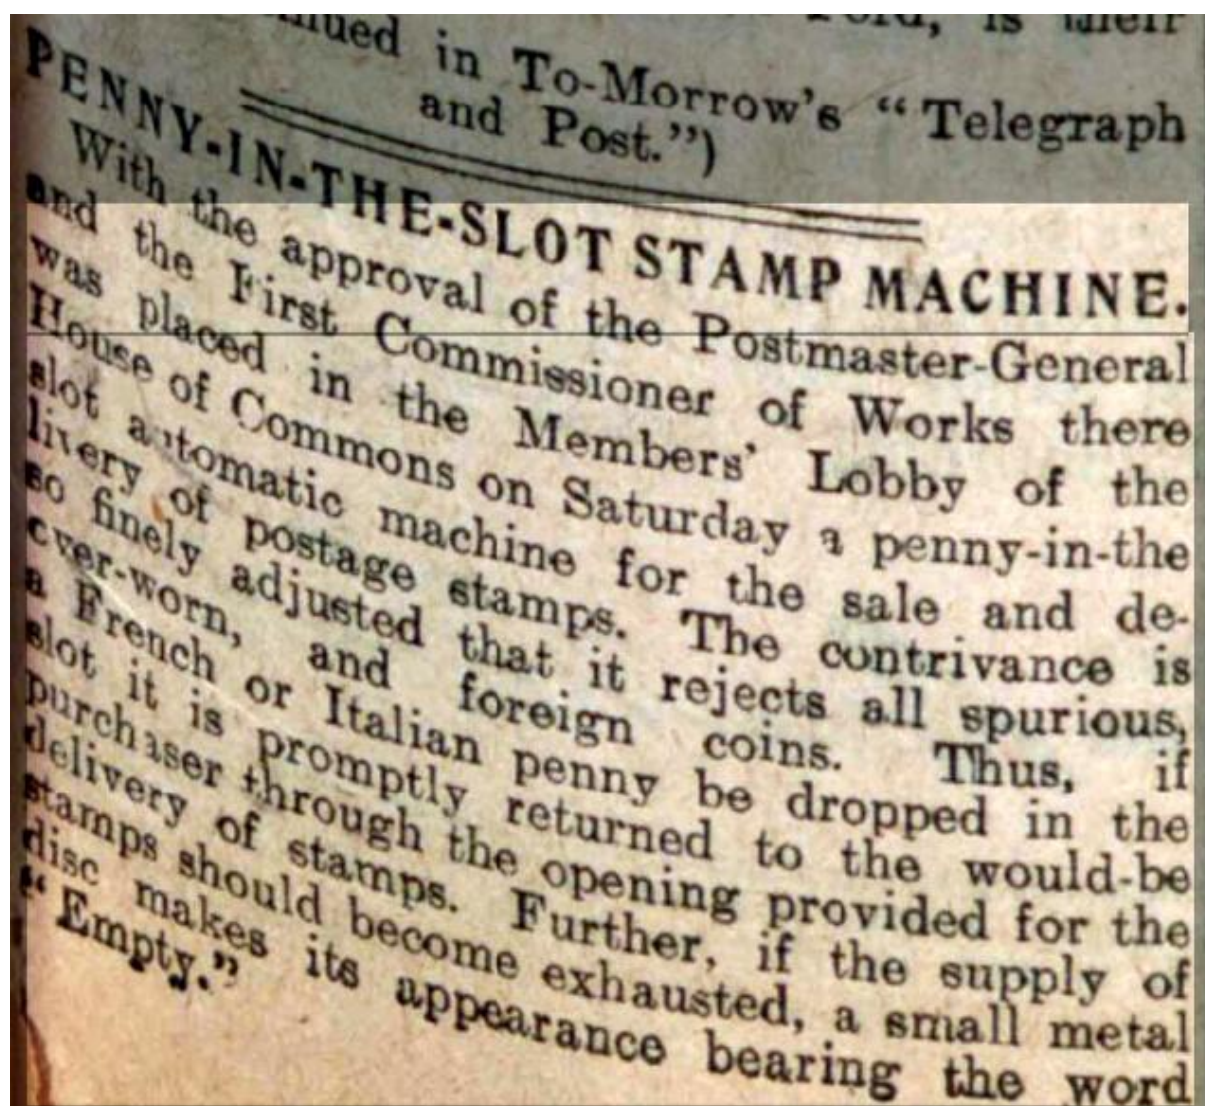 Ford, is their
nued in To-Morrow's "Telegraph
and Post.")
PENNY-IN-THE-SLOT STAMP MACHINE.
With the approval of the Postmaster-General
and the First Commissioner of Works there
was placed in the Members' Lobby of the
House of Commons on Saturday a penny-in-the
slot automatic machine for the sale and de-
livery of postage stamps. The contrivance is
so finely adjusted that it rejects all spurious,
over-worn, and foreign coins. Thus, if
a French or Italian penny be dropped in the
slot it is promptly returned to the would-be
purchaser through the opening provided for the
delivery of stamps. Further, if the supply of
stamps should become exhausted, a small metal
disc makes its appearance bearing the word
"Empty."